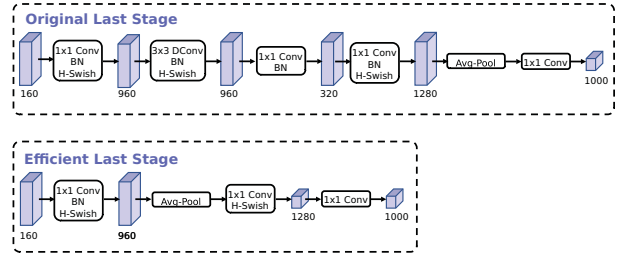 Original Last Stage
1x1 Conv
BN
H-Swish
3x3 DConv
BN
H-Swish
1x1 Conv
BN
1x1 Conv
BN
H-Swish
Avg-Pool
1x1 Conv
160
960
960
320
1280
1000
Efficient Last Stage
1x1 Conv
BN
H-Swish
Avg-Pool
1x1 Conv
H-Swish
1x1 Conv
160
960
1280
1000